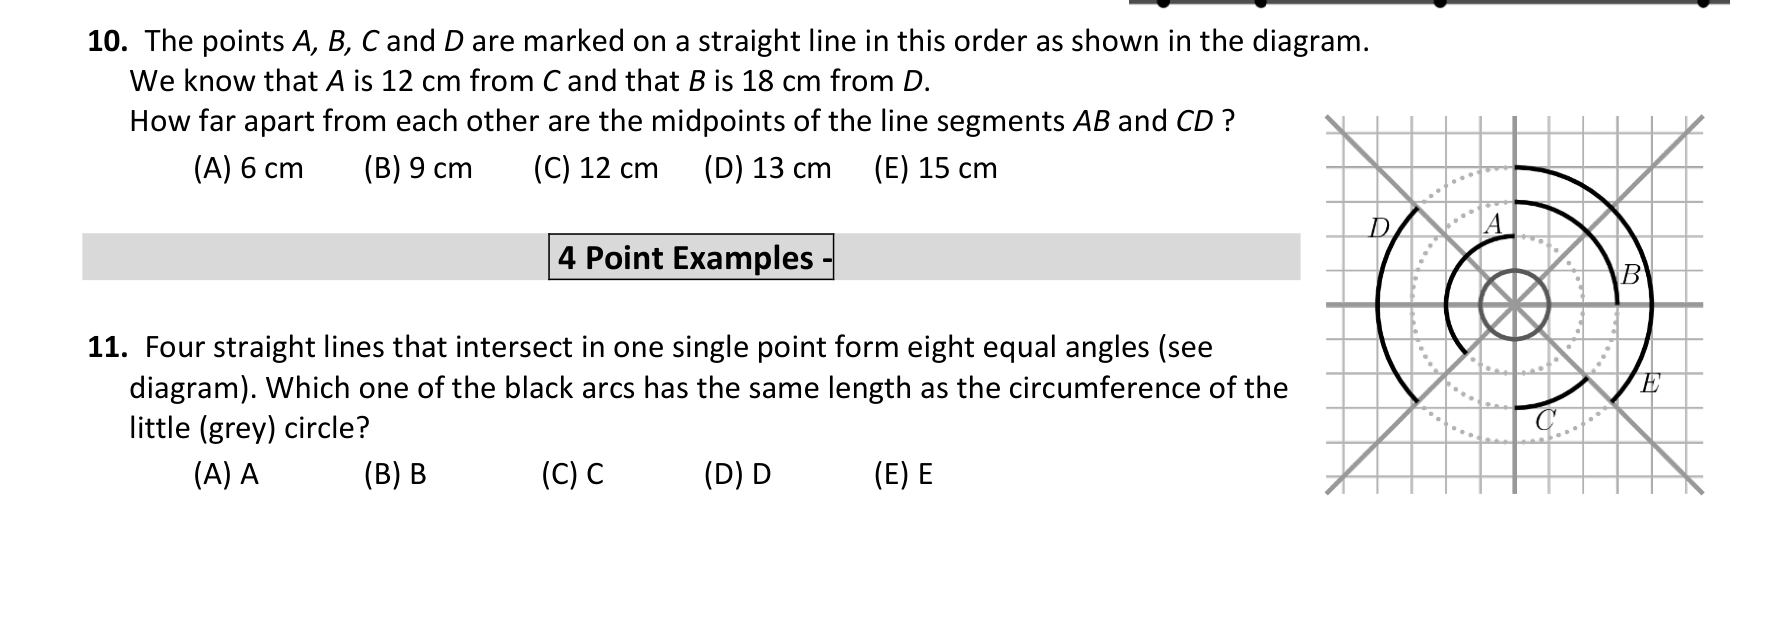 10. The points A, B, C and D are marked on a straight line in this order as shown in the diagram.
We know that A is 12 cm from C and that B is 18 cm from D.
How far apart from each other are the midpoints of the line segments AB and CD ?
(A) 6 cm (B) 9 cm (C) 12 cm (D) 13 cm (E) 15 cm
4 Point Examples -
11. Four straight lines that intersect in one single point form eight equal angles (see
diagram). Which one of the black arcs has the same length as the circumference of the
little (grey) circle?
(A) A (B) B (C) C (D) D (E) E
D
A
B
E
C